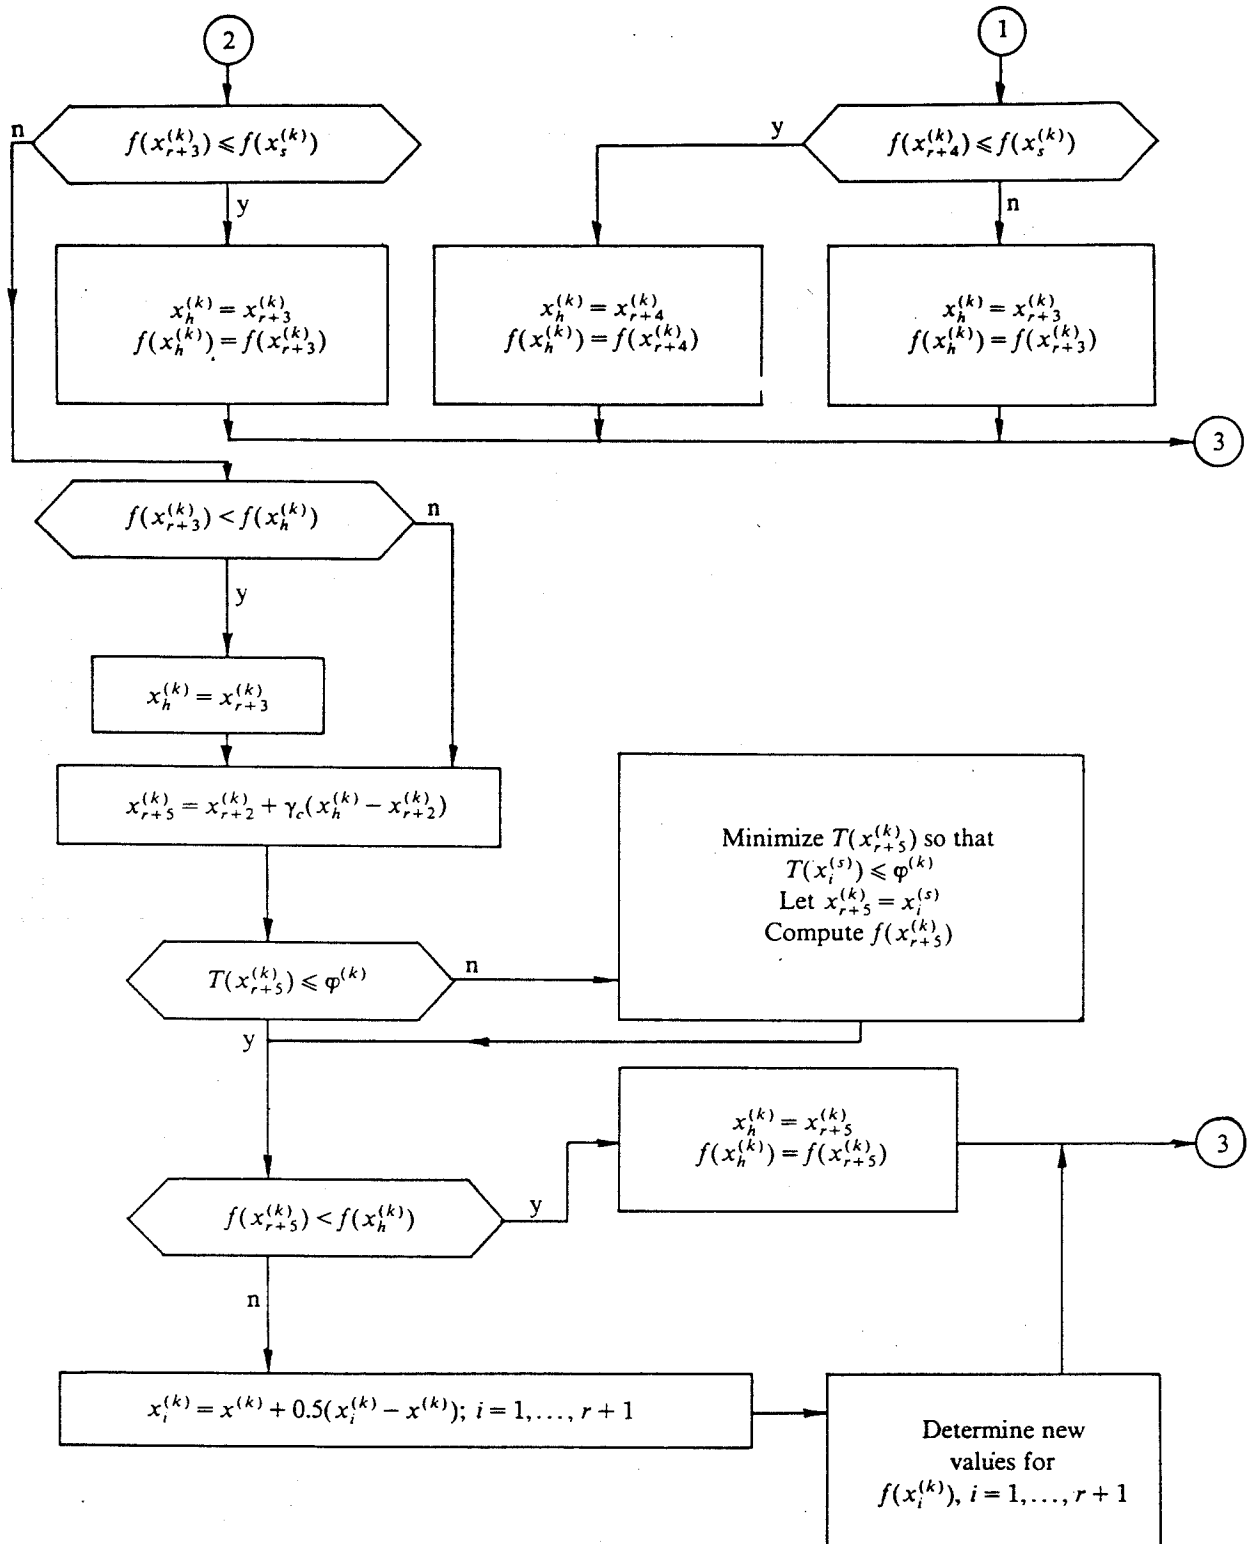 2
1
n
f(x_{r+3}^{(k)}) ≤ f(x_s^{(k)})
y
f(x_{r+4}^{(k)}) ≤ f(x_s^{(k)})
y
n
x_h^{(k)} = x_{r+3}^{(k)}
f(x_h^{(k)}) = f(x_{r+3}^{(k)})
x_h^{(k)} = x_{r+4}^{(k)}
f(x_h^{(k)}) = f(x_{r+4}^{(k)})
x_h^{(k)} = x_{r+3}^{(k)}
f(x_h^{(k)}) = f(x_{r+3}^{(k)})
3
f(x_{r+3}^{(k)}) < f(x_h^{(k)})
n
y
x_h^{(k)} = x_{r+3}^{(k)}
x_{r+5}^{(k)} = x_{r+2}^{(k)} + γ_c(x_h^{(k)} − x_{r+2}^{(k)})
Minimize T(x_{r+5}^{(k)}) so that
T(x_i^{(s)}) ≤ φ^{(k)}
Let x_{r+5}^{(k)} = x_i^{(s)}
Compute f(x_{r+5}^{(k)})
T(x_{r+5}^{(k)}) ≤ φ^{(k)}
n
y
x_h^{(k)} = x_{r+5}^{(k)}
f(x_h^{(k)}) = f(x_{r+5}^{(k)})
3
f(x_{r+5}^{(k)}) < f(x_h^{(k)})
y
n
x_i^{(k)} = x^{(k)} + 0.5(x_i^{(k)} − x^{(k)}); i = 1,..., r + 1
Determine new
values for
f(x_i^{(k)}), i = 1,..., r + 1